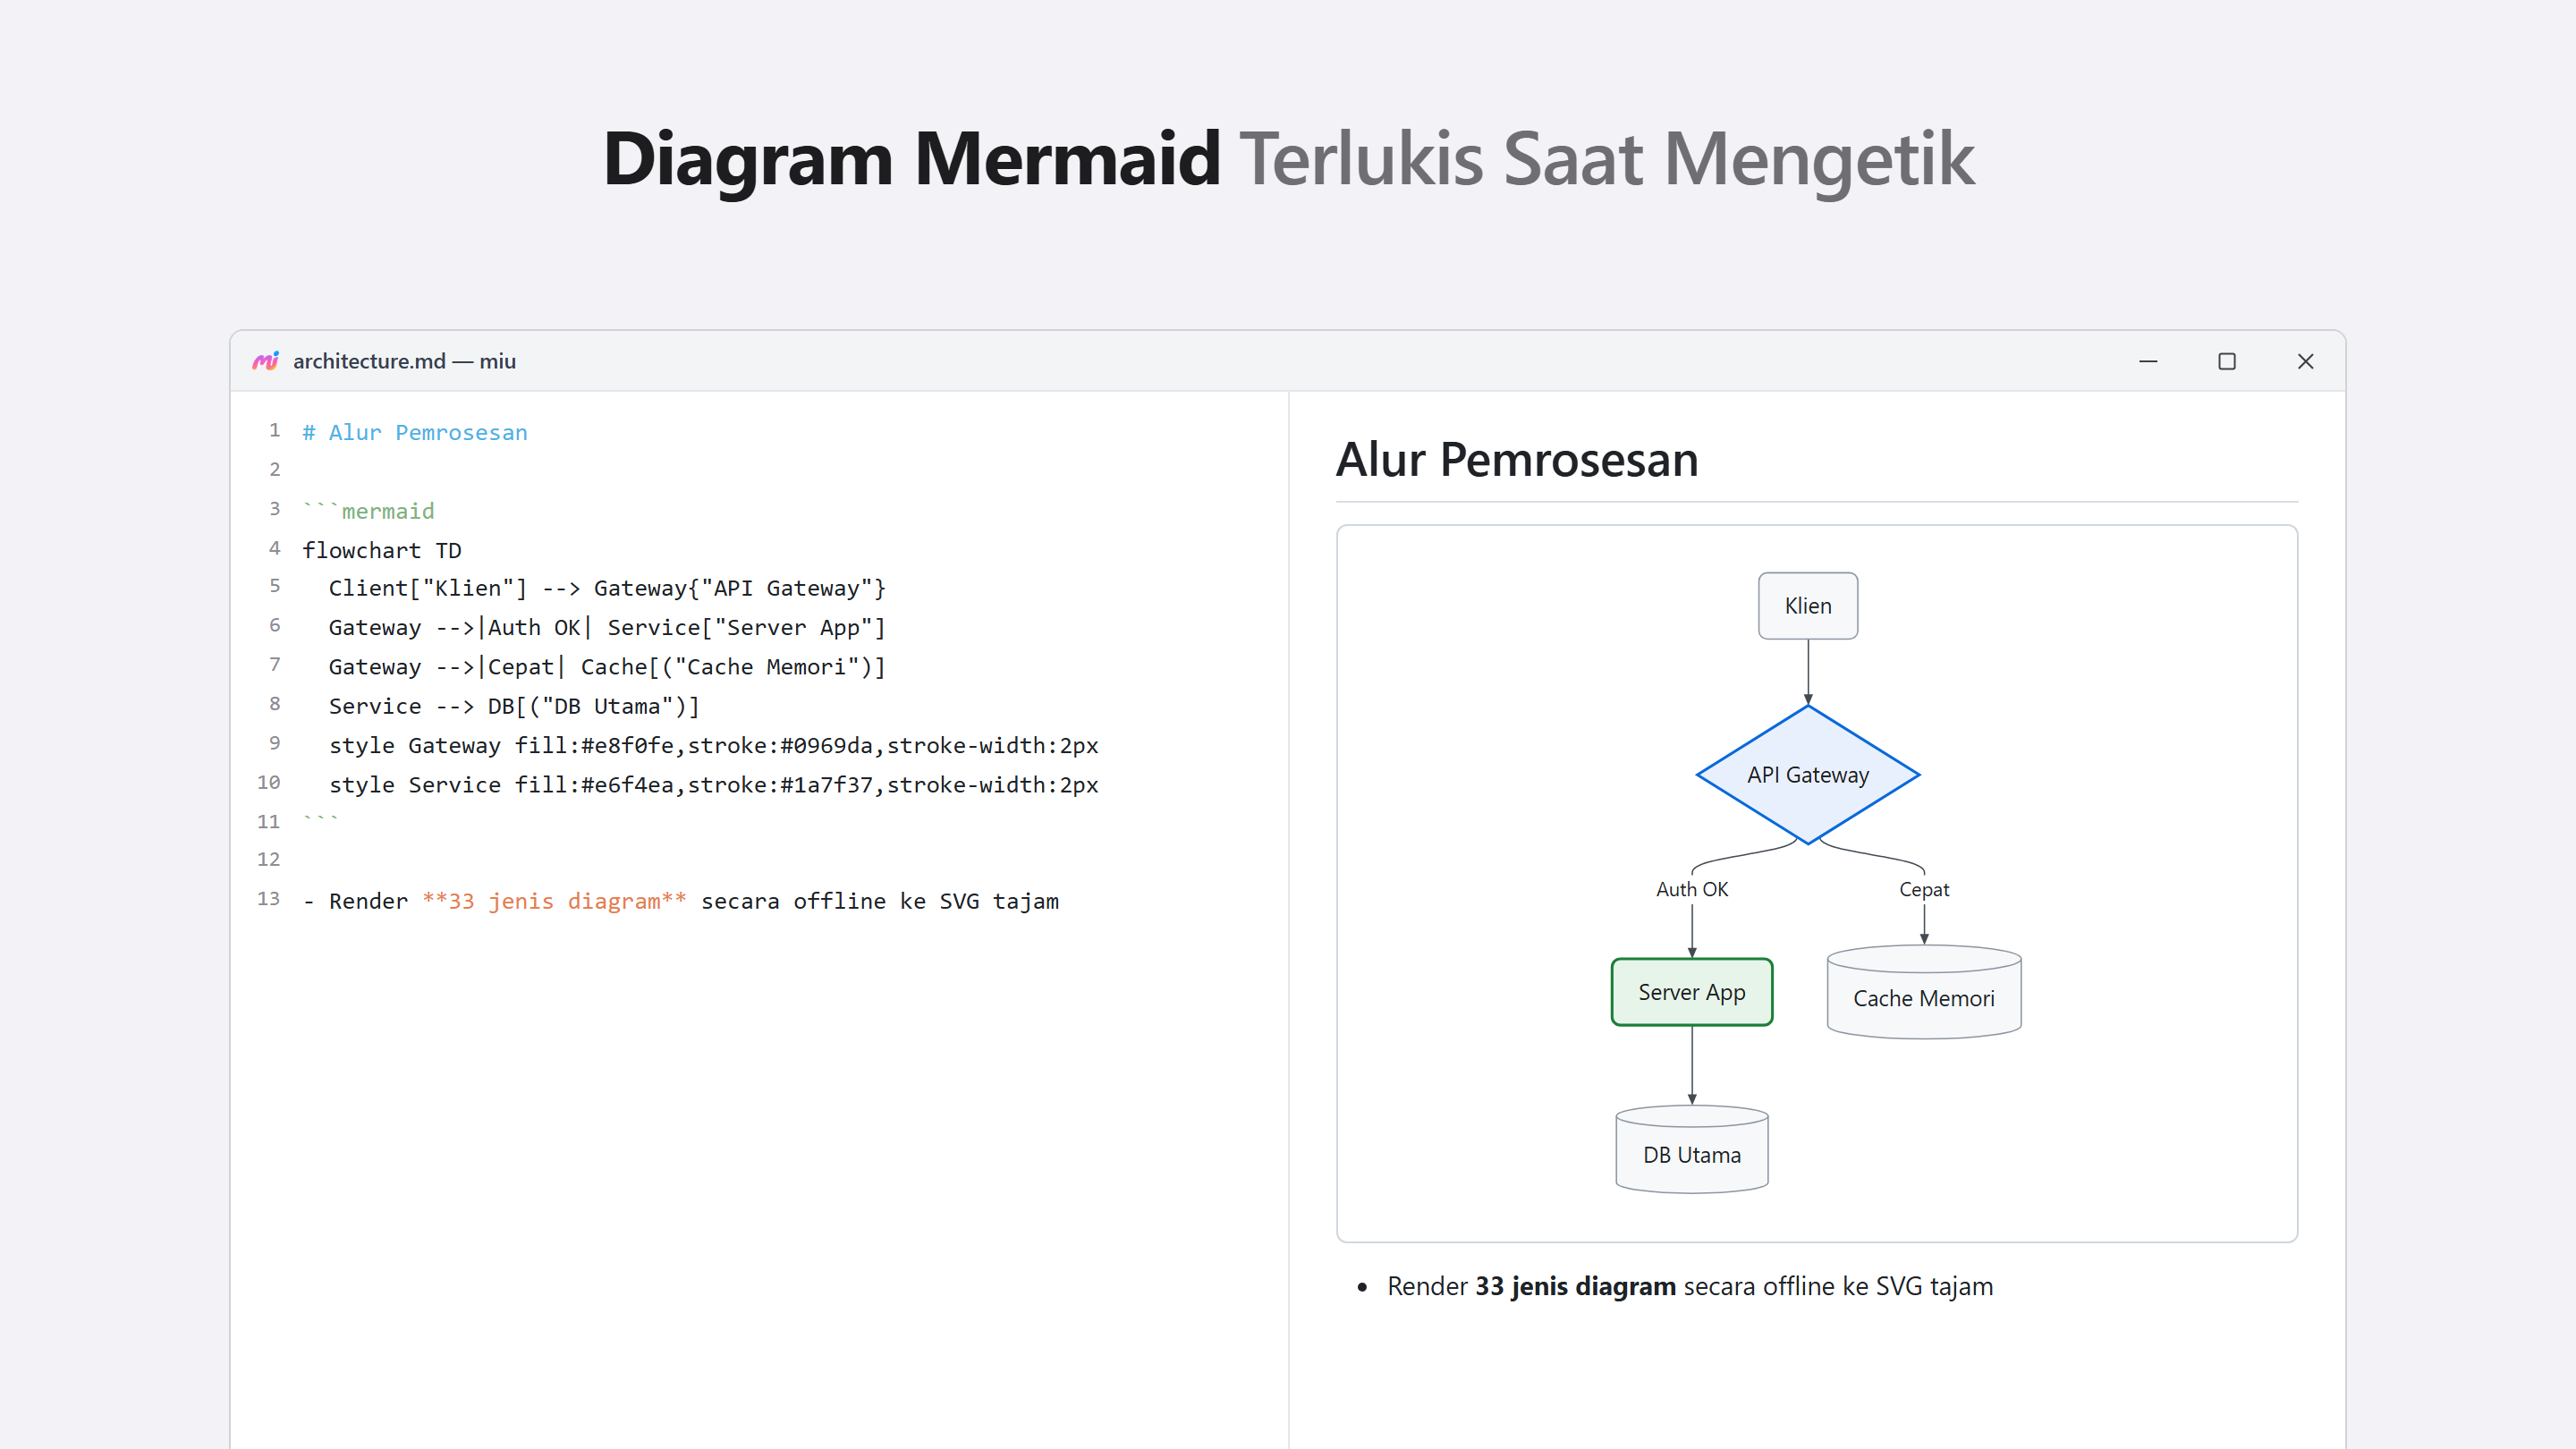 Diagram Mermaid Terlukis Saat Mengetik
mi architecture.md — miu
1 # Alur Pemrosesan
2
3 ```mermaid
4 flowchart TD
5   Client["Klien"] --> Gateway{"API Gateway"}
6   Gateway -->|Auth OK| Service["Server App"]
7   Gateway -->|Cepat| Cache[("Cache Memori")]
8   Service --> DB[("DB Utama")]
9   style Gateway fill:#e8f0fe,stroke:#0969da,stroke-width:2px
10   style Service fill:#e6f4ea,stroke:#1a7f37,stroke-width:2px
11 ```
12
13 - Render **33 jenis diagram** secara offline ke SVG tajam
Alur Pemrosesan
Klien
API Gateway
Auth OK
Cepat
Server App
Cache Memori
DB Utama
• Render 33 jenis diagram secara offline ke SVG tajam